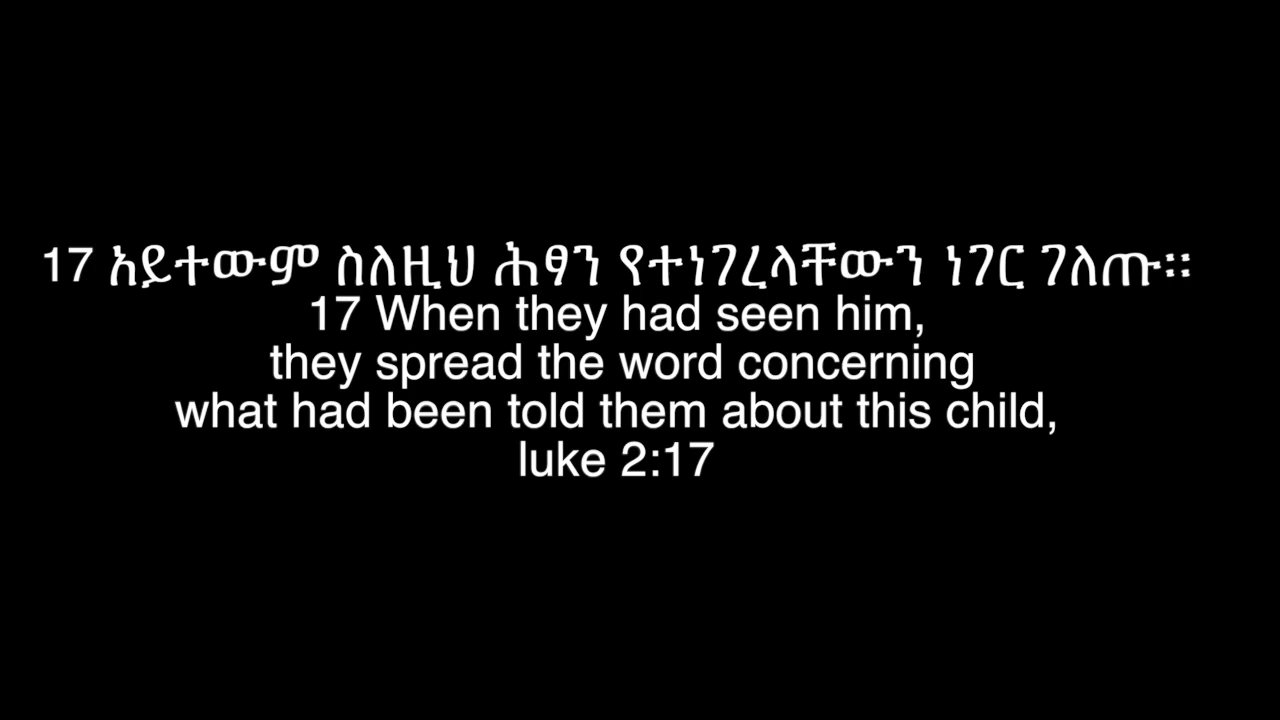 17 አይተውም ስለዚህ ሕፃን የተነገረላቸውን ነገር ገለጡ፡፡
17 When they had seen him,
they spread the word concerning
what had been told them about this child,
luke 2:17